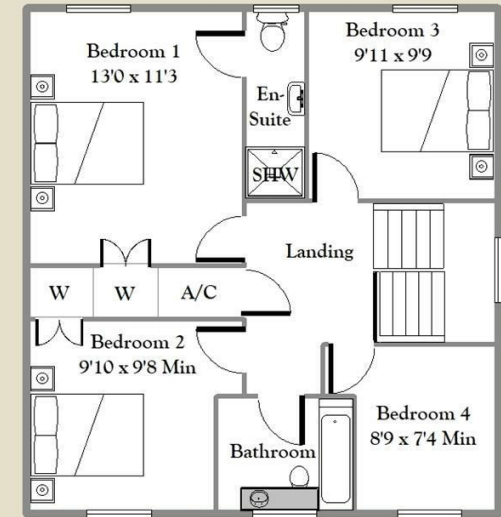 Bedroom 1
13'0 x 11'3
En-
Suite
SHW
Bedroom 3
9'11 x 9'9
Landing
W
W
A/C
Bedroom 2
9'10 x 9'8 Min
Bathroom
Bedroom 4
8'9 x 7'4 Min